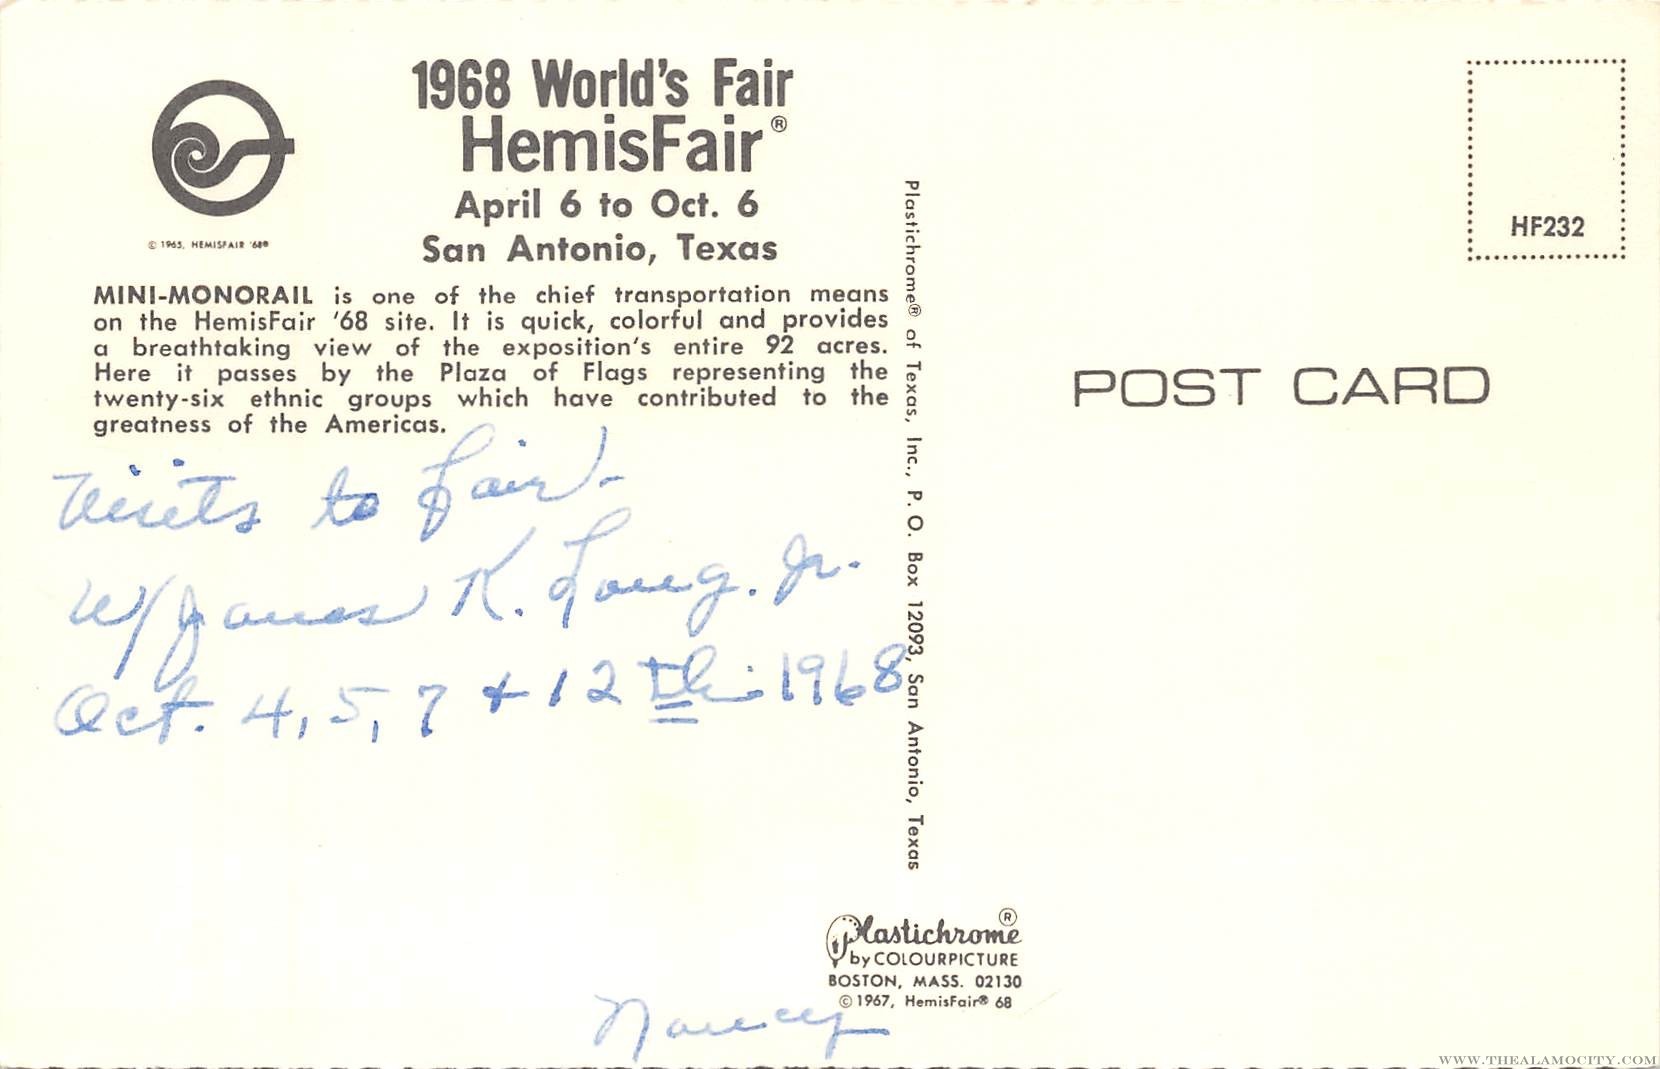 1968 World's Fair
HemisFair®
April 6 to Oct. 6
San Antonio, Texas
© 1965, HEMISFAIR '68®
MINI-MONORAIL is one of the chief transportation means
on the HemisFair '68 site. It is quick, colorful and provides
a breathtaking view of the exposition's entire 92 acres.
Here it passes by the Plaza of Flags representing the
twenty-six ethnic groups which have contributed to the
greatness of the Americas.
Visits to Fair.
w/ James K. Long. Jr.
Oct. 4, 5, 7 + 12th 1968
Nancy
Plastichrome® of Texas, Inc., P. O. Box 12093, San Antonio, Texas
Plastichrome®
by COLOURPICTURE
BOSTON, MASS. 02130
© 1967, HemisFair® 68
HF232
POST CARD
WWW.THEALAMOCITY.COM